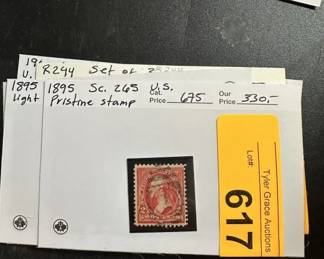 19
U. R244 Set of
1895 1895 Sc. 265 U.S. Cat. Price 675 Our Price 330,-
Light Pristine stamp
Lot#:
617
Tyler Grace Auctions